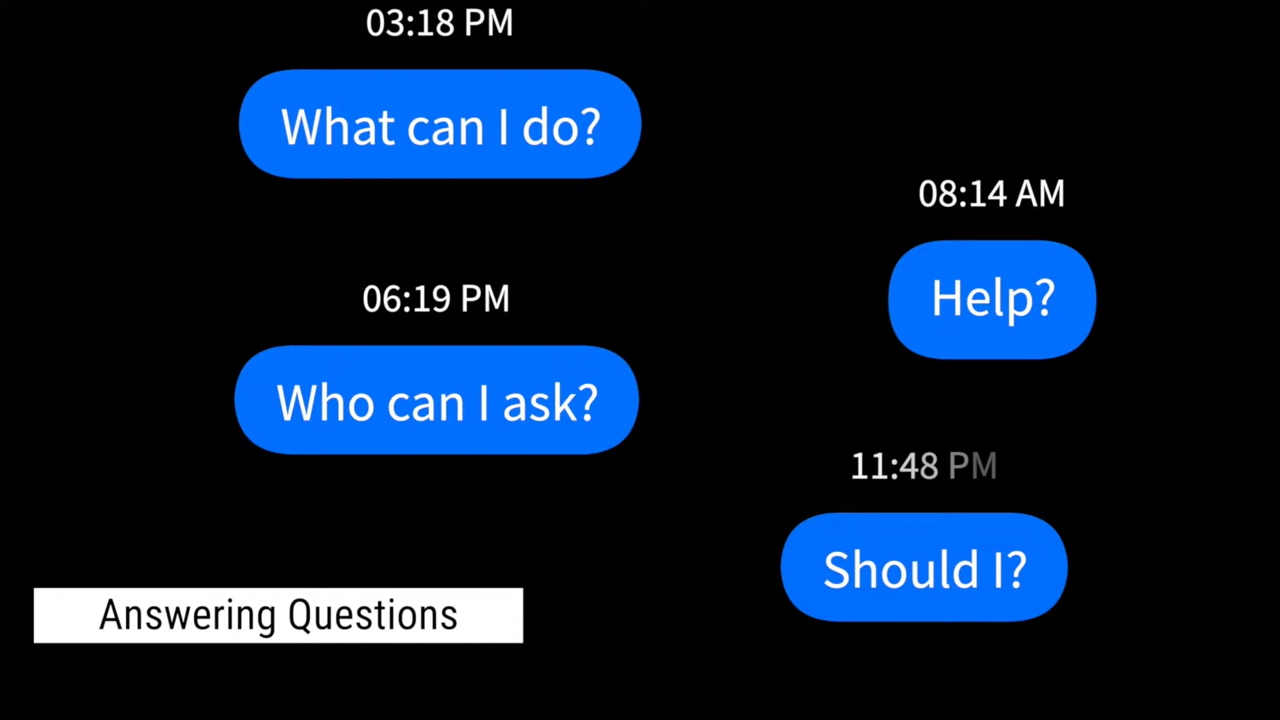 03:18 PM
What can I do?
08:14 AM
Help?
06:19 PM
Who can I ask?
11:48 PM
Should I?
Answering Questions